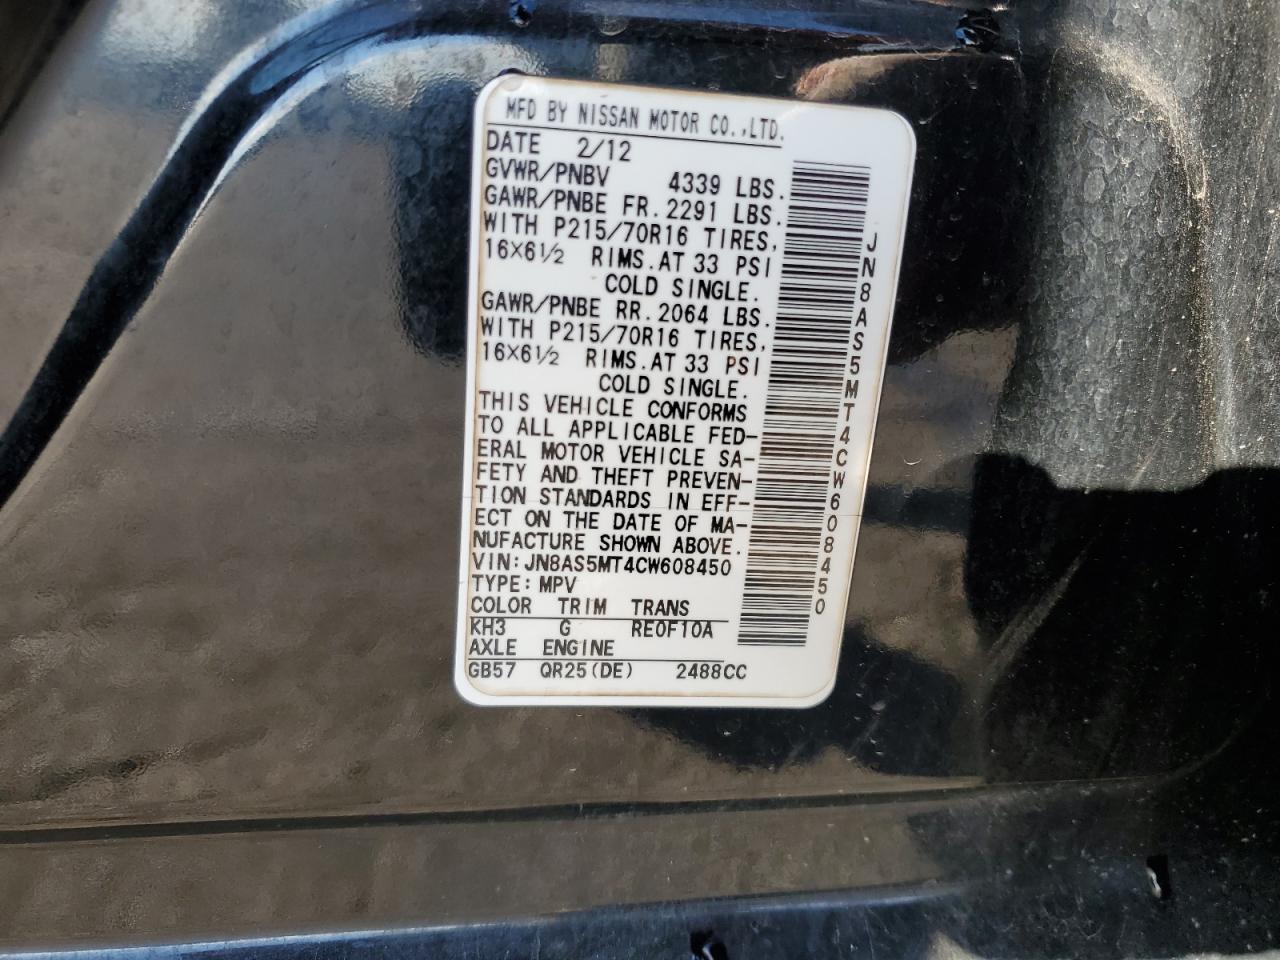 MFD BY NISSAN MOTOR CO.,LTD.
DATE 2/12
GVWR/PNBV 4339 LBS.
GAWR/PNBE FR.2291 LBS.
WITH P215/70R16 TIRES,
16X6½ RIMS.AT 33 PSI
COLD SINGLE.
GAWR/PNBE RR.2064 LBS.
WITH P215/70R16 TIRES,
16X6½ RIMS.AT 33 PSI
COLD SINGLE.
THIS VEHICLE CONFORMS
TO ALL APPLICABLE FED-
ERAL MOTOR VEHICLE SA-
FETY AND THEFT PREVEN-
TION STANDARDS IN EFF-
ECT ON THE DATE OF MA-
NUFACTURE SHOWN ABOVE.
VIN:JN8AS5MT4CW608450
TYPE:MPV
COLOR TRIM TRANS
KH3 G RE0F10A
AXLE ENGINE
GB57 QR25(DE) 2488CC
JN8AS5MT4CW608450